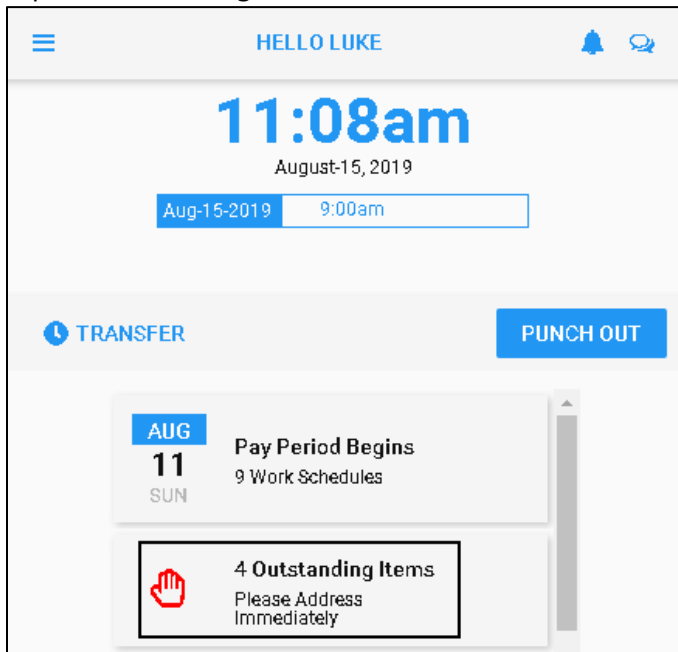 HELLO LUKE
11:08am
August-15, 2019
Aug-15-2019 9:00am
TRANSFER PUNCH OUT
AUG
11
SUN
Pay Period Begins
9 Work Schedules
4 Outstanding Items
Please Address
Immediately